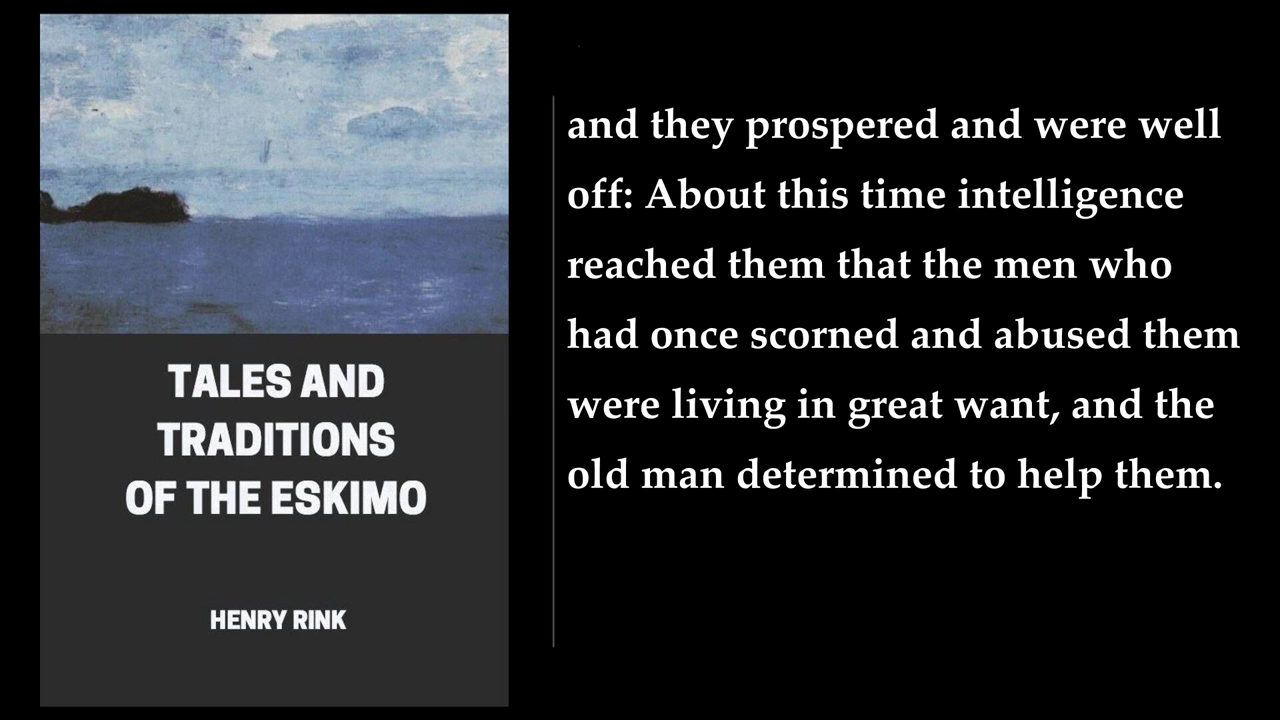 TALES AND
TRADITIONS
OF THE ESKIMO
HENRY RINK
and they prospered and were well
off: About this time intelligence
reached them that the men who
had once scorned and abused them
were living in great want, and the
old man determined to help them.